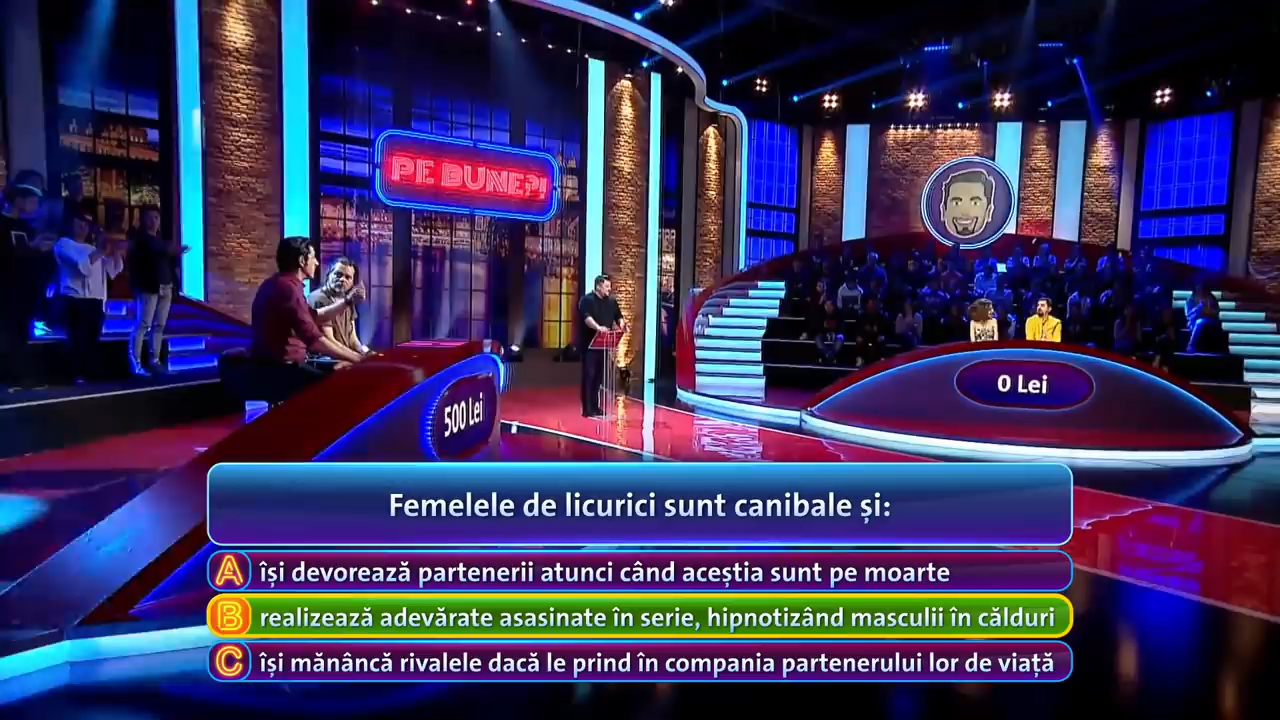 PE BUNE?!
0 Lei
500 Lei
Femelele de licurici sunt canibale și:
A își devorează partenerii atunci când aceștia sunt pe moarte
B realizează adevărate asasinate în serie, hipnotizând masculii în călduri
C își mănâncă rivalele dacă le prind în compania partenerului lor de viață